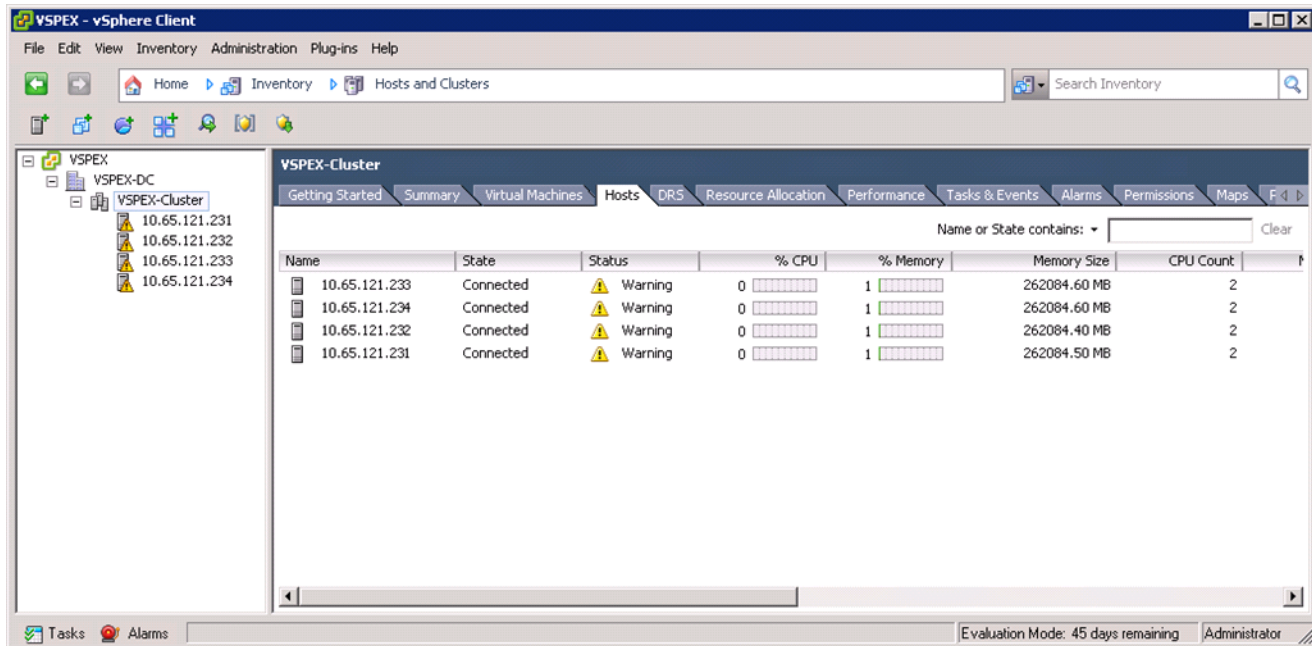 VSPEX - vSphere Client
File Edit View Inventory Administration Plug-ins Help
Home Inventory Hosts and Clusters Search Inventory
VSPEX
VSPEX-DC
VSPEX-Cluster
10.65.121.231
10.65.121.232
10.65.121.233
10.65.121.234
VSPEX-Cluster
Getting Started Summary Virtual Machines Hosts DRS Resource Allocation Performance Tasks & Events Alarms Permissions Maps
Name or State contains: Clear
Name State Status % CPU % Memory Memory Size CPU Count
10.65.121.233 Connected Warning 0 1 262084.60 MB 2
10.65.121.234 Connected Warning 0 1 262084.60 MB 2
10.65.121.232 Connected Warning 0 1 262084.40 MB 2
10.65.121.231 Connected Warning 0 1 262084.50 MB 2
Tasks Alarms Evaluation Mode: 45 days remaining Administrator